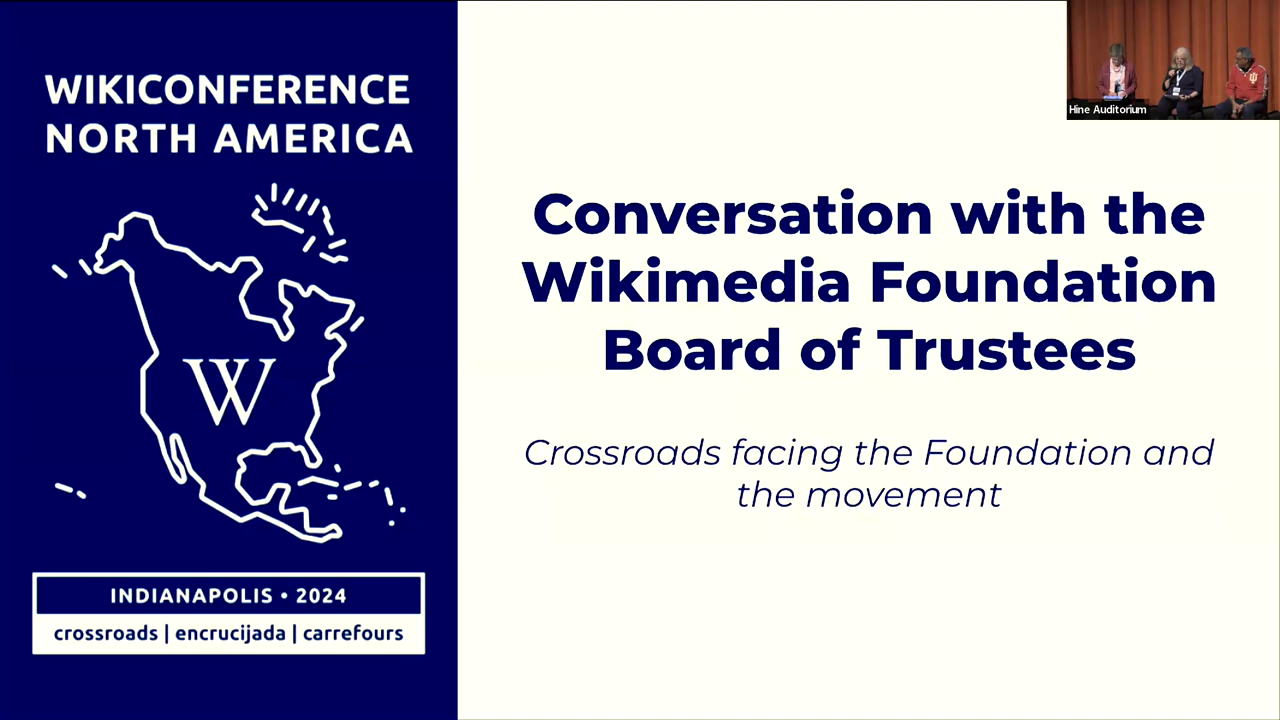 WIKICONFERENCE
NORTH AMERICA
W
INDIANAPOLIS • 2024
crossroads | encrucijada | carrefours
Conversation with the
Wikimedia Foundation
Board of Trustees
Crossroads facing the Foundation and
the movement
Hine Auditorium